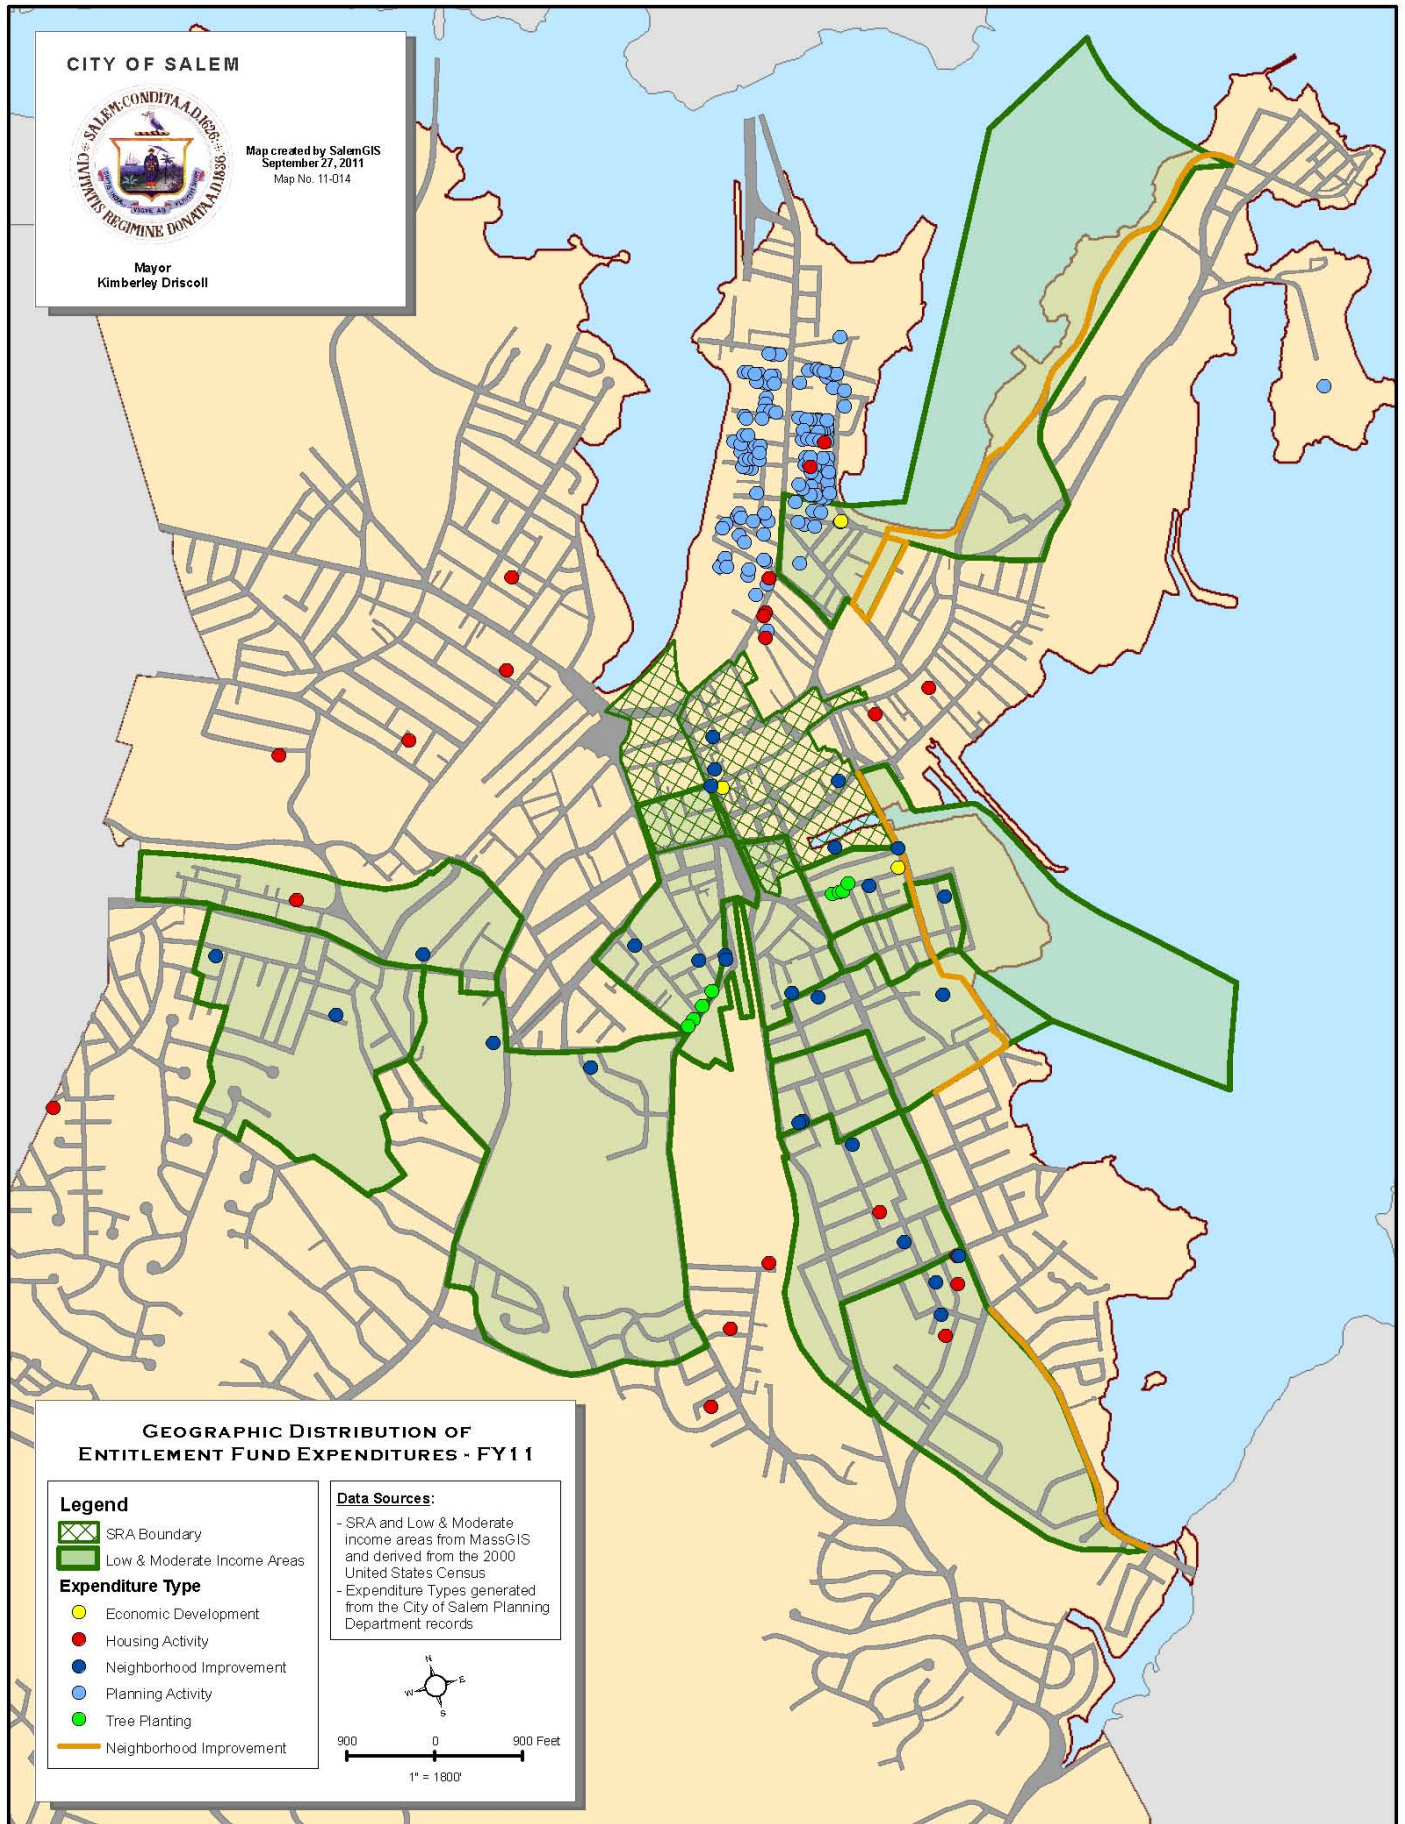 CITY OF SALEM
SALEM: CONDITA A.D. 1626:
CIVITATIS REGIMINE DONATA A.D. 1836.
Map created by SalemGIS
September 27, 2011
Map No. 11-014
Mayor
Kimberley Driscoll
GEOGRAPHIC DISTRIBUTION OF
ENTITLEMENT FUND EXPENDITURES - FY11
Legend
SRA Boundary
Low & Moderate Income Areas
Expenditure Type
Economic Development
Housing Activity
Neighborhood Improvement
Planning Activity
Tree Planting
Neighborhood Improvement
Data Sources:
- SRA and Low & Moderate
income areas from MassGIS
and derived from the 2000
United States Census
- Expenditure Types generated
from the City of Salem Planning
Department records
N
W
E
S
900 0 900 Feet
1" = 1800'